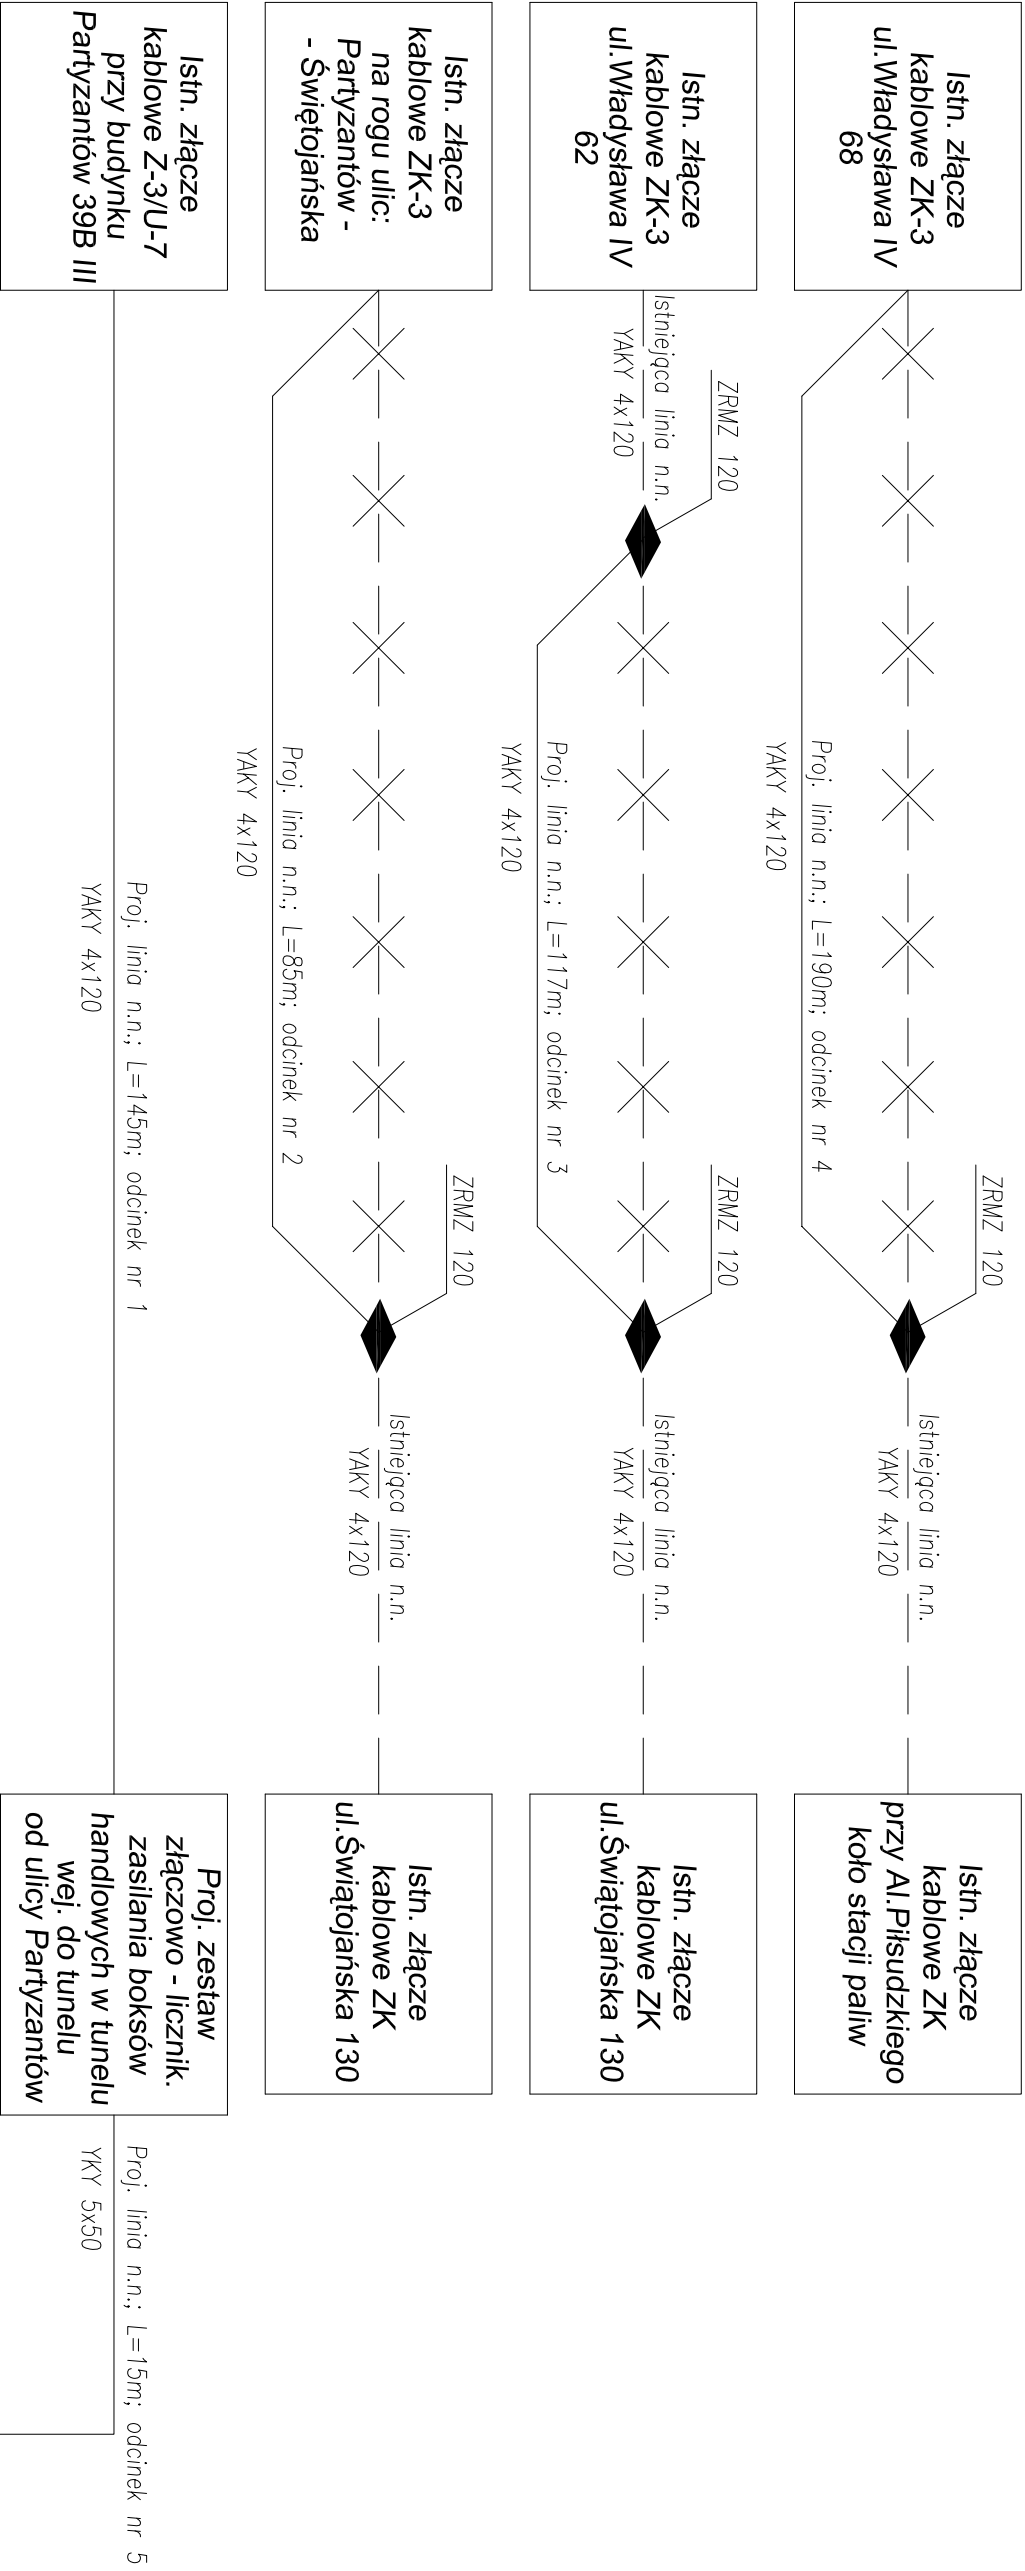 Istn. złącze
kablowe ZK-3
ul.Władysława IV
68
Proj. linia n.n.; L=190m; odcinek nr 4
YAKY 4x120
ZRMZ 120
Istniejąca linia n.n.
YAKY 4x120
Istn. złącze
kablowe ZK
przy Al.Piłsudzkiego
koło stacji paliw
Istn. złącze
kablowe ZK-3
ul.Władysława IV
62
Istniejąca linia n.n.
YAKY 4x120
ZRMZ 120
Proj. linia n.n.; L=117m; odcinek nr 3
YAKY 4x120
ZRMZ 120
Istniejąca linia n.n.
YAKY 4x120
Istn. złącze
kablowe ZK
ul.Świątojańska 130
Istn. złącze
kablowe ZK-3
na rogu ulic:
Partyzantów -
- Świętojańska
Proj. linia n.n.; L=85m; odcinek nr 2
YAKY 4x120
ZRMZ 120
Istniejąca linia n.n.
YAKY 4x120
Istn. złącze
kablowe ZK
ul.Świątojańska 130
Istn. złącze
kablowe Z-3/U-7
przy budynku
Partyzantów 39B III
Proj. linia n.n.; L=145m; odcinek nr 1
YAKY 4x120
Proj. zestaw
złączowo - licznik.
zasilania boksów
handlowych w tunelu
wej. do tunelu
od ulicy Partyzantów
Proj. linia n.n.; L=15m; odcinek nr 5
YKY 5x50